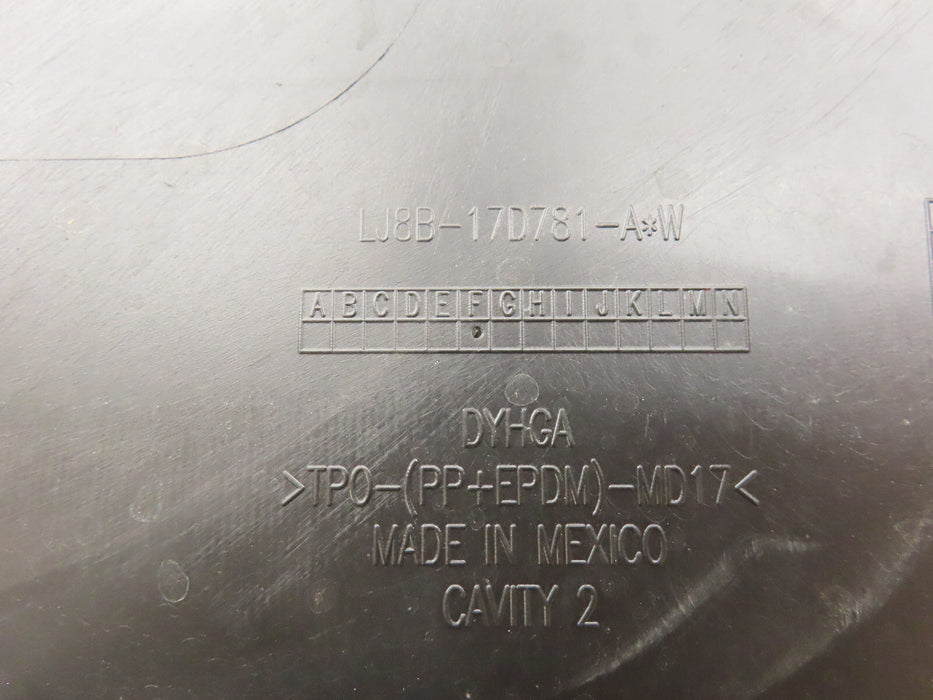 LJ8B-17D781-A*W
A B C D E F G H I J K L M N
DYHGA
>TPO-(PP+EPDM)-MD17<
MADE IN MEXICO
CAVITY 2